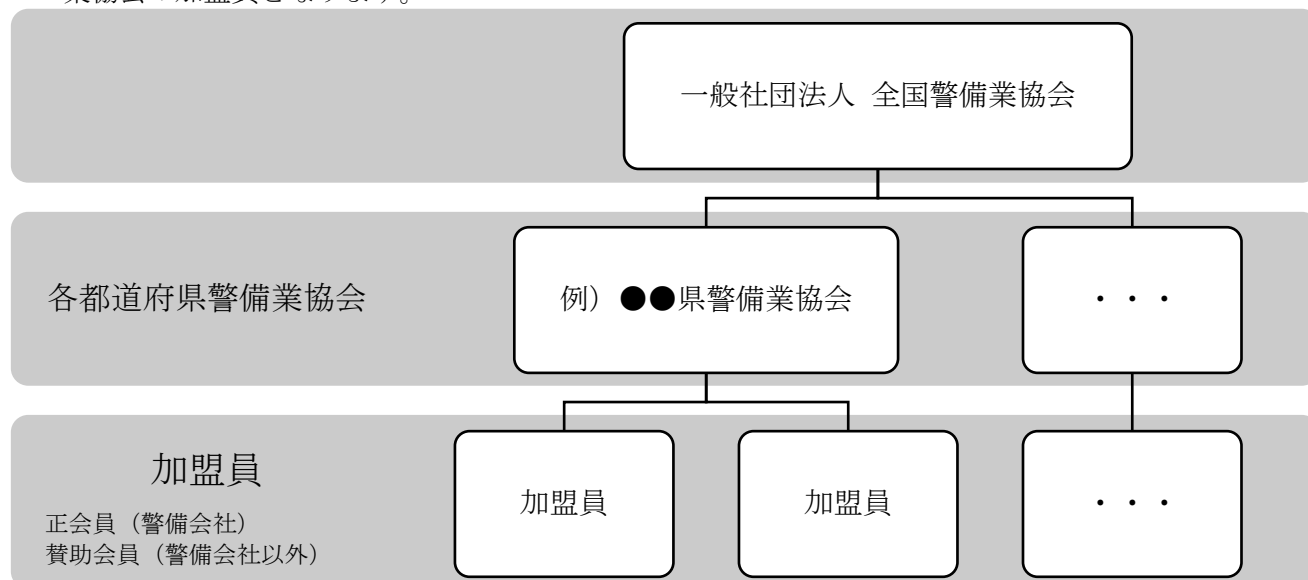 一般社団法人 全国警備業協会
各都道府県警備業協会
例）●●県警備業協会
・・・
加盟員
正会員（警備会社）
賛助会員（警備会社以外）
加盟員
加盟員
・・・